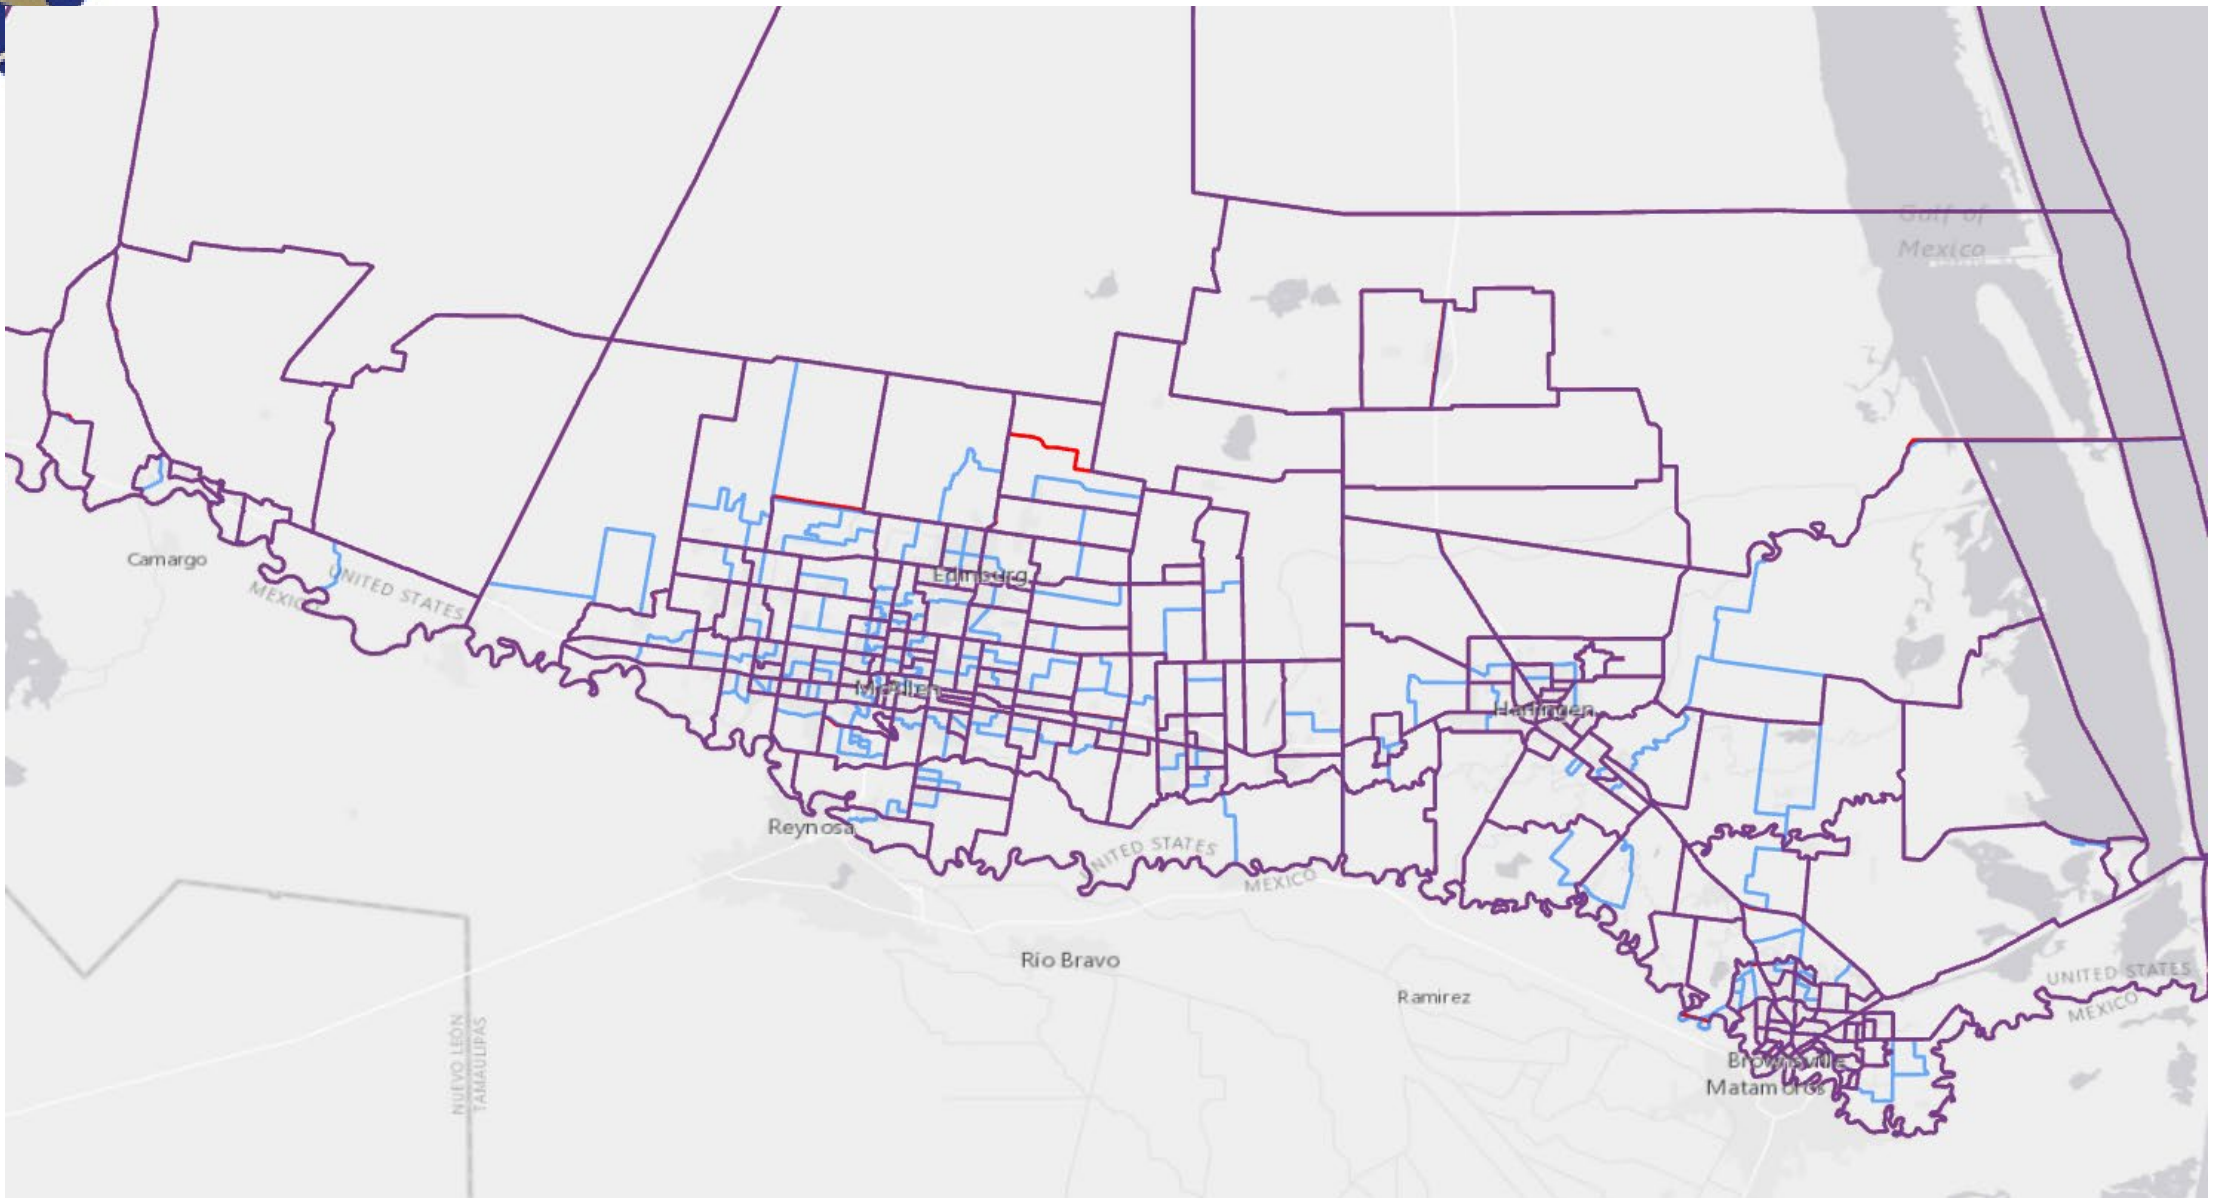 Gulf of
Mexico
Camargo
UNITED STATES
MEXICO
Edinburg
McAllen
Harlingen
Reynosa
UNITED STATES
MEXICO
Río Bravo
Ramirez
UNITED STATES
MEXICO
NUEVO LEON
TAMAULIPAS
Brownsville
Matamoros